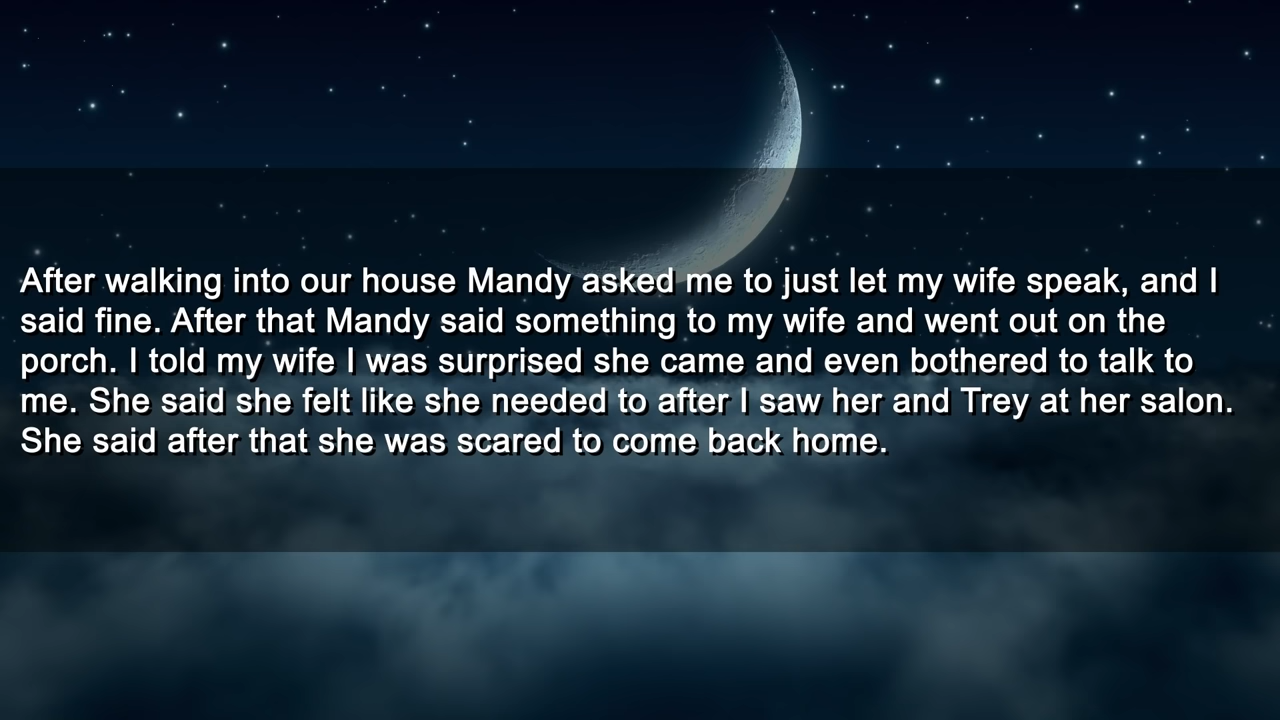 After walking into our house Mandy asked me to just let my wife speak, and I
said fine. After that Mandy said something to my wife and went out on the
porch. I told my wife I was surprised she came and even bothered to talk to
me. She said she felt like she needed to after I saw her and Trey at her salon.
She said after that she was scared to come back home.